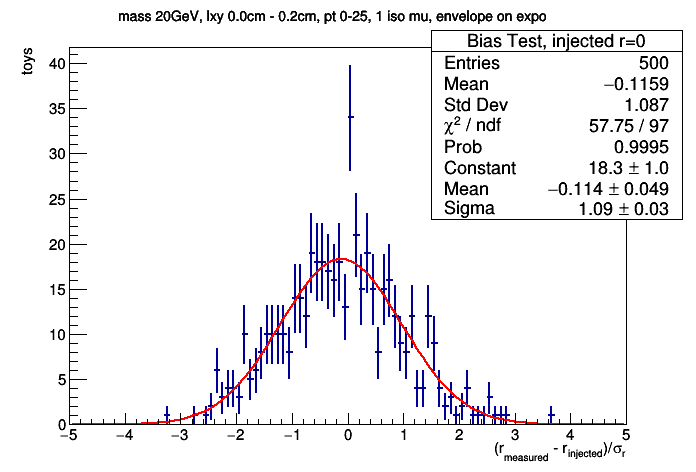 mass 20GeV, lxy 0.0cm - 0.2cm, pt 0-25, 1 iso mu, envelope on expo
Bias Test, injected r=0
Entries 500
Mean −0.1159
Std Dev 1.087
χ² / ndf 57.75 / 97
Prob 0.9995
Constant 18.3 ± 1.0
Mean −0.114 ± 0.049
Sigma 1.09 ± 0.03
toys
40
35
30
25
20
15
10
5
0
−5 −4 −3 −2 −1 0 1 2 3 4 5
(r_measured - r_injected)/σ_r